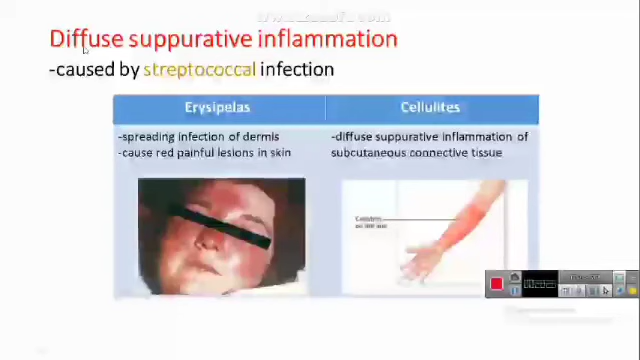 Diffuse suppurative inflammation
-caused by streptococcal infection
Erysipelas
-spreading infection of dermis
-cause red painful lesions in skin
Cellulites
-diffuse suppurative inflammation of
subcutaneous connective tissue